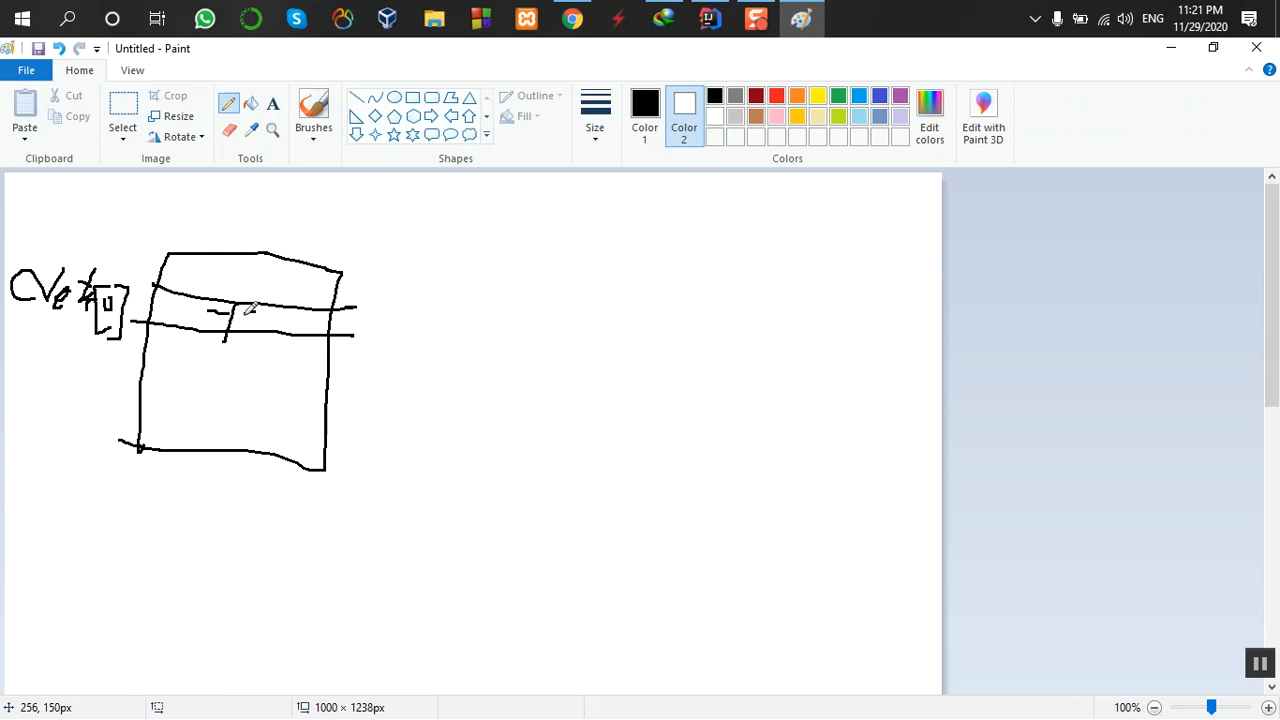 11:21 PM
ENG
11/29/2020
Untitled - Paint
File
Home
View
Cut
Copy
Paste
Crop
Resize
Rotate
Select
Brushes
Outline
Fill
Size
Color 1
Color 2
Edit colors
Edit with Paint 3D
Clipboard
Image
Tools
Shapes
Colors
256, 150px
1000 × 1238px
100%